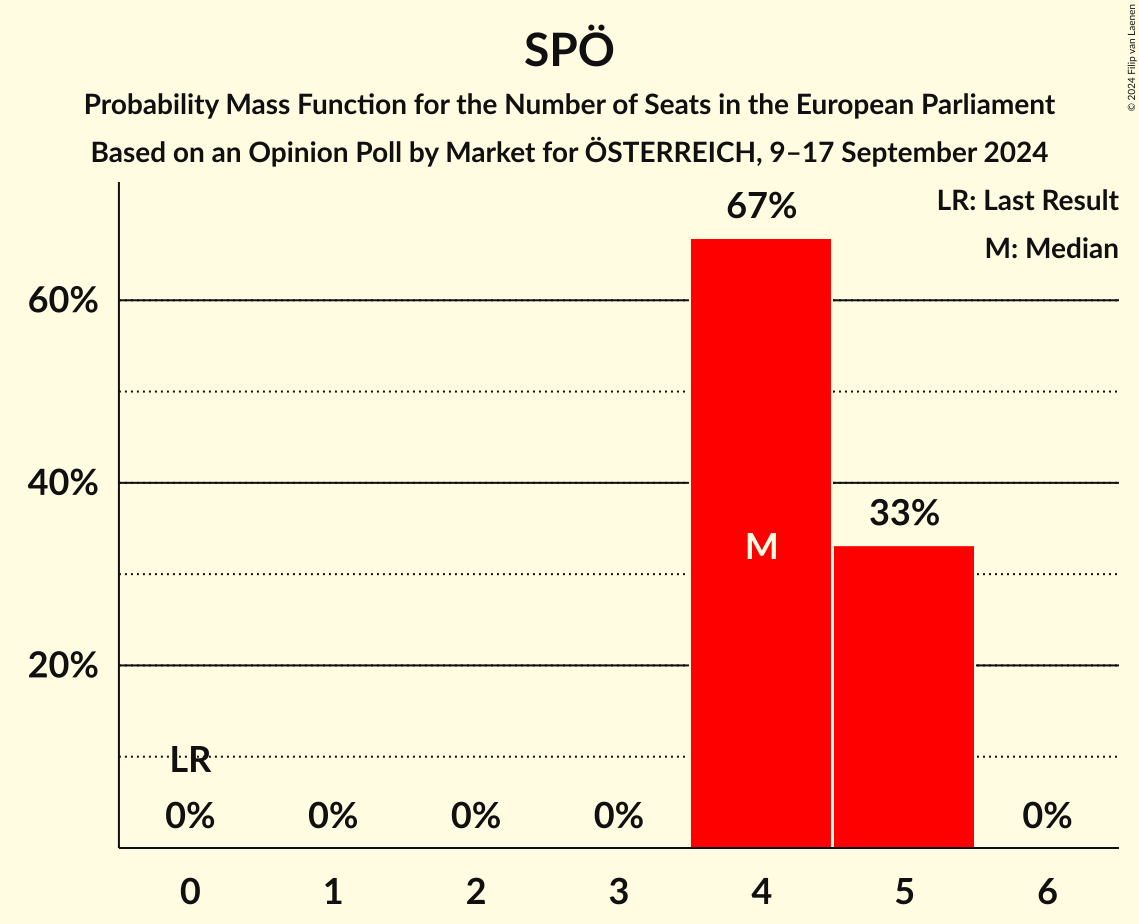 SPÖ
Probability Mass Function for the Number of Seats in the European Parliament
Based on an Opinion Poll by Market for ÖSTERREICH, 9–17 September 2024
© 2024 Filip van Laenen
LR: Last Result
M: Median
60%
40%
20%
67%
33%
M
LR
0% 0% 0% 0% 0%
0 1 2 3 4 5 6